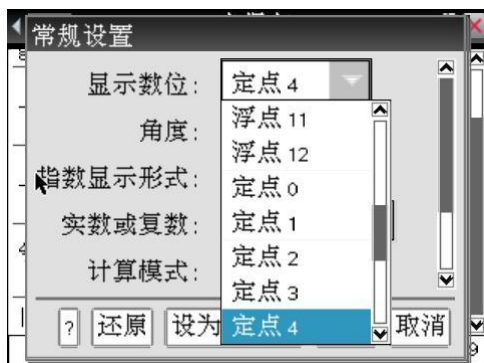 常规设置
显示数位: 定点 4
浮点 11
角度:
浮点 12
指数显示形式:
定点 0
实数或复数:
定点 1
定点 2
计算模式:
定点 3
? 还原 设为 定点 4 取消